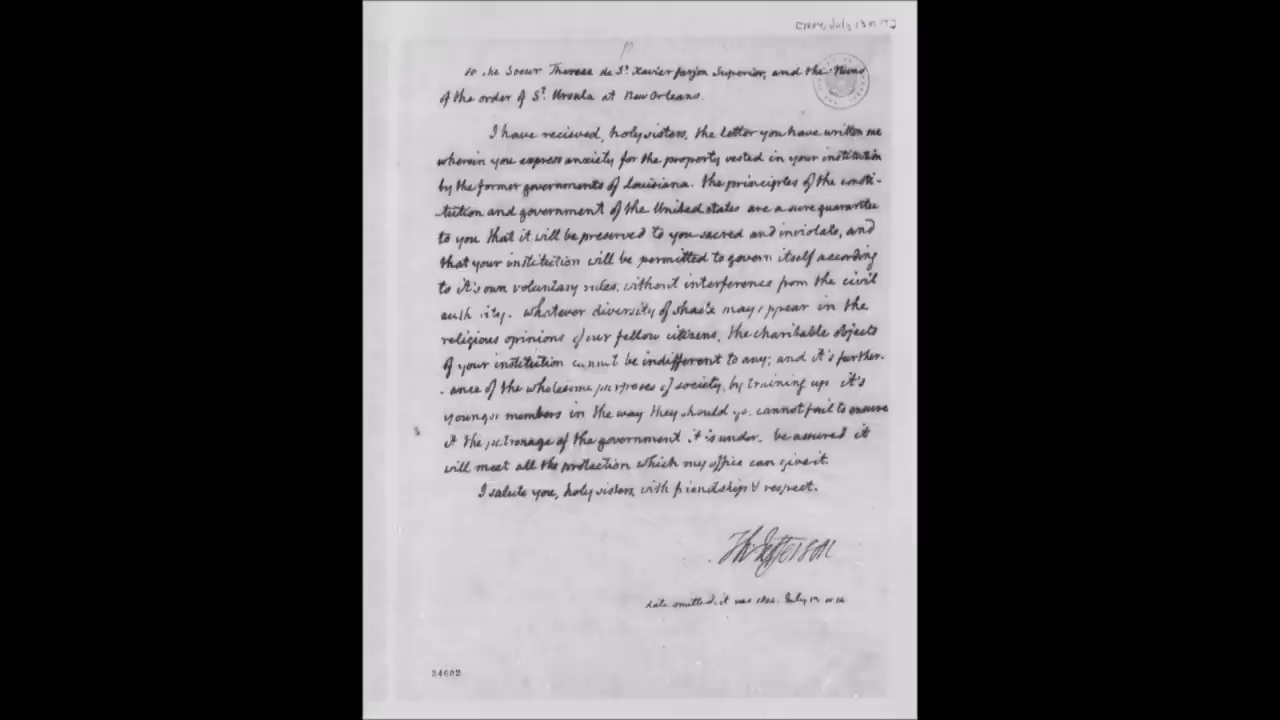 [1804, July 13 or 14]
to the Soeur Therese de St. Xavier farjon Superior, and the Nuns
of the order of St. Ursula at New Orleans.
I have recieved, holy sisters, the letter you have written me
wherein you express anxiety for the property vested in your institution
by the former governments of Louisiana. the principles of the consti-
-tution and government of the United states are a sure guarantee
to you that it will be preserved to you sacred and inviolate, and
that your institution will be permitted to govern itself according
to it's own voluntary rules, without interference from the civil
authority. whatever diversity of shade may appear in the
religious opinions of our fellow citizens, the charitable objects
of your institution cannot be indifferent to any; and it's further-
-ance of the wholesome purposes of society, by training up it's
younger members in the way they should go, cannot fail to ensure
it the patronage of the government it is under. be assured it
will meet all the protection which my office can give it.
I salute you, holy sisters, with friendship & respect.
Th Jefferson
date omitted. it was 1804. July 13. or 14.
34602